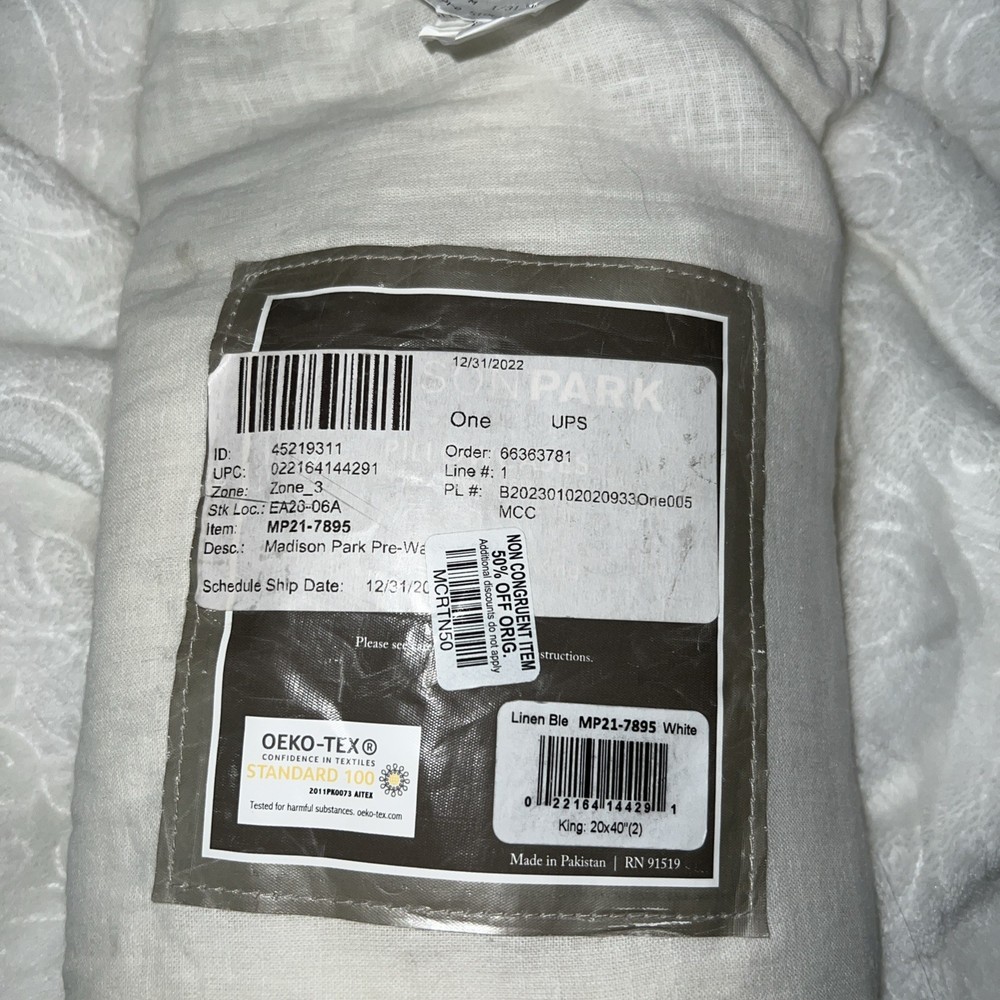 12/31/2022
SON PARK
One UPS
ID: 45219311
UPC: 022164144291
Zone: Zone_3
Stk Loc.: EA23-06A
Item: MP21-7895
Desc.: Madison Park Pre-Wa
Schedule Ship Date: 12/31/20
Order: 66363781
Line #: 1
PL #: B20230102020933One005
MCC
NON CONGRUENT ITEM
50% OFF ORIG.
Additional discounts do not apply
MCRTN50
Please see care structions.
OEKO-TEX®
CONFIDENCE IN TEXTILES
STANDARD 100
2011PK0073 AITEX
Tested for harmful substances. oeko-tex.com
Linen Ble MP21-7895 White
0 22164 14429 1
King: 20x40"(2)
Made in Pakistan | RN 91519